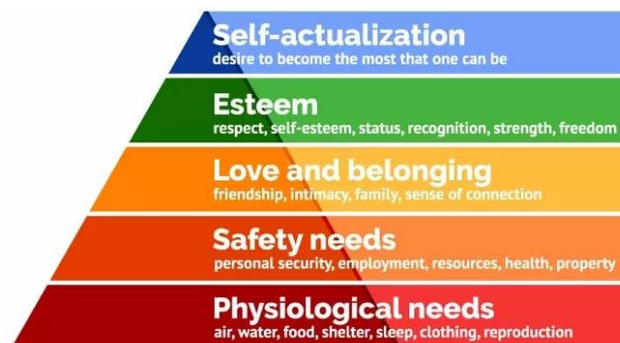 Self-actualization
desire to become the most that one can be
Esteem
respect, self-esteem, status, recognition, strength, freedom
Love and belonging
friendship, intimacy, family, sense of connection
Safety needs
personal security, employment, resources, health, property
Physiological needs
air, water, food, shelter, sleep, clothing, reproduction